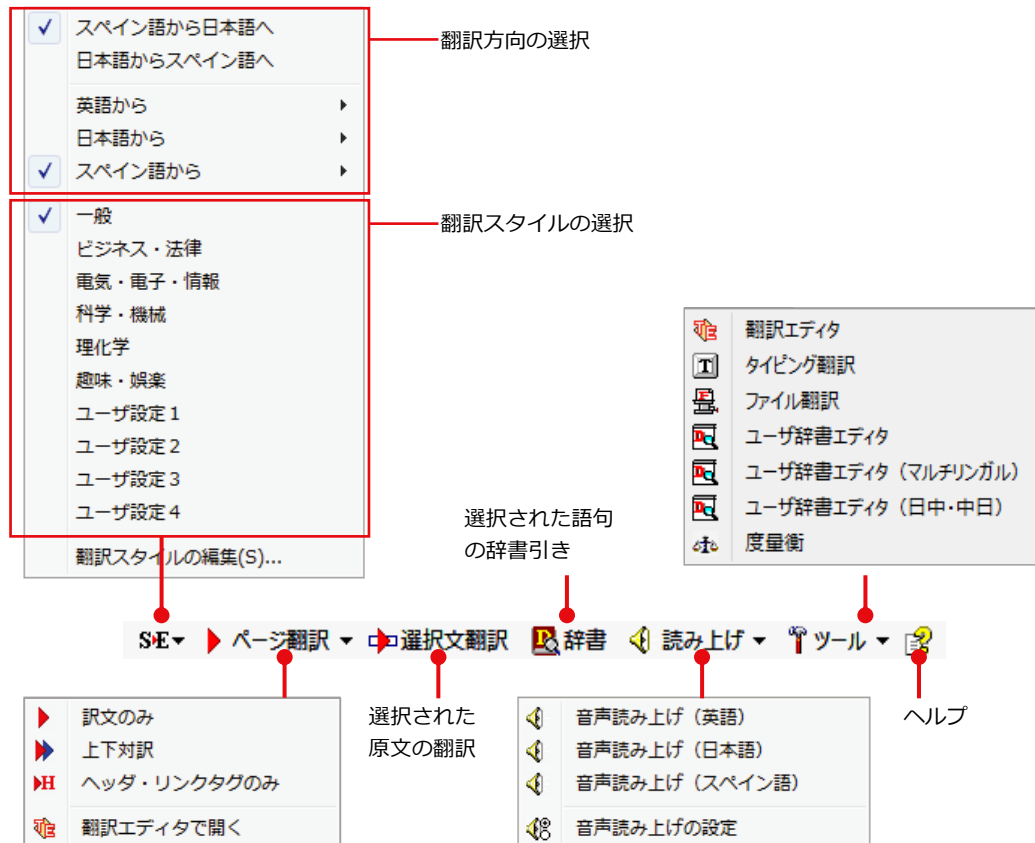 スペイン語から日本語へ
日本語からスペイン語へ
英語から
日本語から
スペイン語から
翻訳方向の選択
一般
ビジネス・法律
電気・電子・情報
科学・機械
理化学
趣味・娯楽
ユーザ設定1
ユーザ設定2
ユーザ設定3
ユーザ設定4
翻訳スタイルの編集(S)...
翻訳スタイルの選択
選択された語句
の辞書引き
翻訳エディタ
タイピング翻訳
ファイル翻訳
ユーザ辞書エディタ
ユーザ辞書エディタ（マルチリンガル）
ユーザ辞書エディタ（日中・中日）
度量衡
S▶E ページ翻訳 選択文翻訳 辞書 読み上げ ツール
訳文のみ
上下対訳
ヘッダ・リンクタグのみ
翻訳エディタで開く
選択された
原文の翻訳
音声読み上げ（英語）
音声読み上げ（日本語）
音声読み上げ（スペイン語）
音声読み上げの設定
ヘルプ